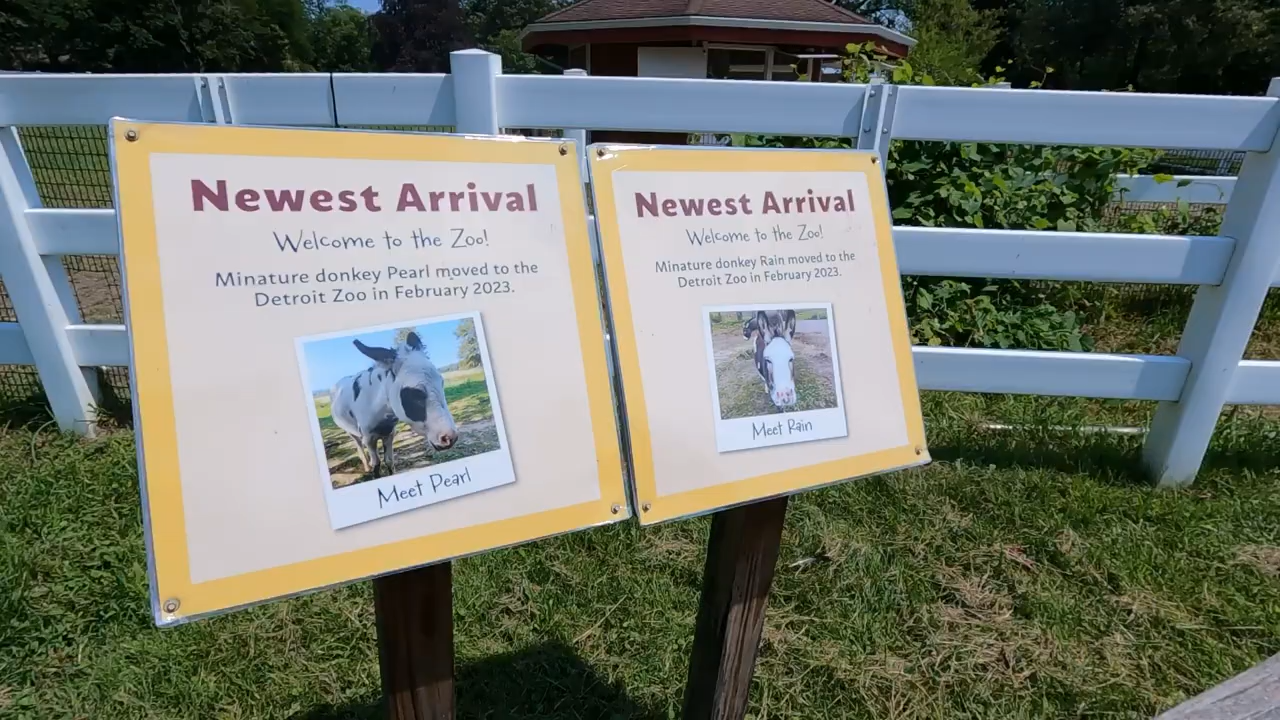 Newest Arrival
Welcome to the Zoo!
Minature donkey Pearl moved to the
Detroit Zoo in February 2023.
Meet Pearl
Newest Arrival
Welcome to the Zoo!
Minature donkey Rain moved to the
Detroit Zoo in February 2023.
Meet Rain